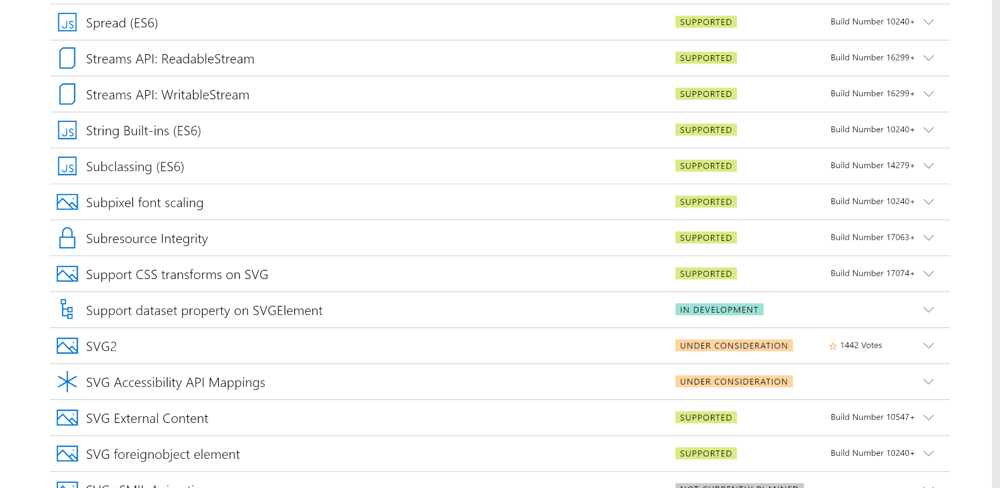 JS Spread (ES6) SUPPORTED Build Number 10240+
Streams API: ReadableStream SUPPORTED Build Number 16299+
Streams API: WritableStream SUPPORTED Build Number 16299+
JS String Built-ins (ES6) SUPPORTED Build Number 10240+
JS Subclassing (ES6) SUPPORTED Build Number 14279+
Subpixel font scaling SUPPORTED Build Number 10240+
Subresource Integrity SUPPORTED Build Number 17063+
Support CSS transforms on SVG SUPPORTED Build Number 17074+
Support dataset property on SVGElement IN DEVELOPMENT
SVG2 UNDER CONSIDERATION 1442 Votes
SVG Accessibility API Mappings UNDER CONSIDERATION
SVG External Content SUPPORTED Build Number 10547+
SVG foreignobject element SUPPORTED Build Number 10240+
NOT CURRENTLY PLANNED